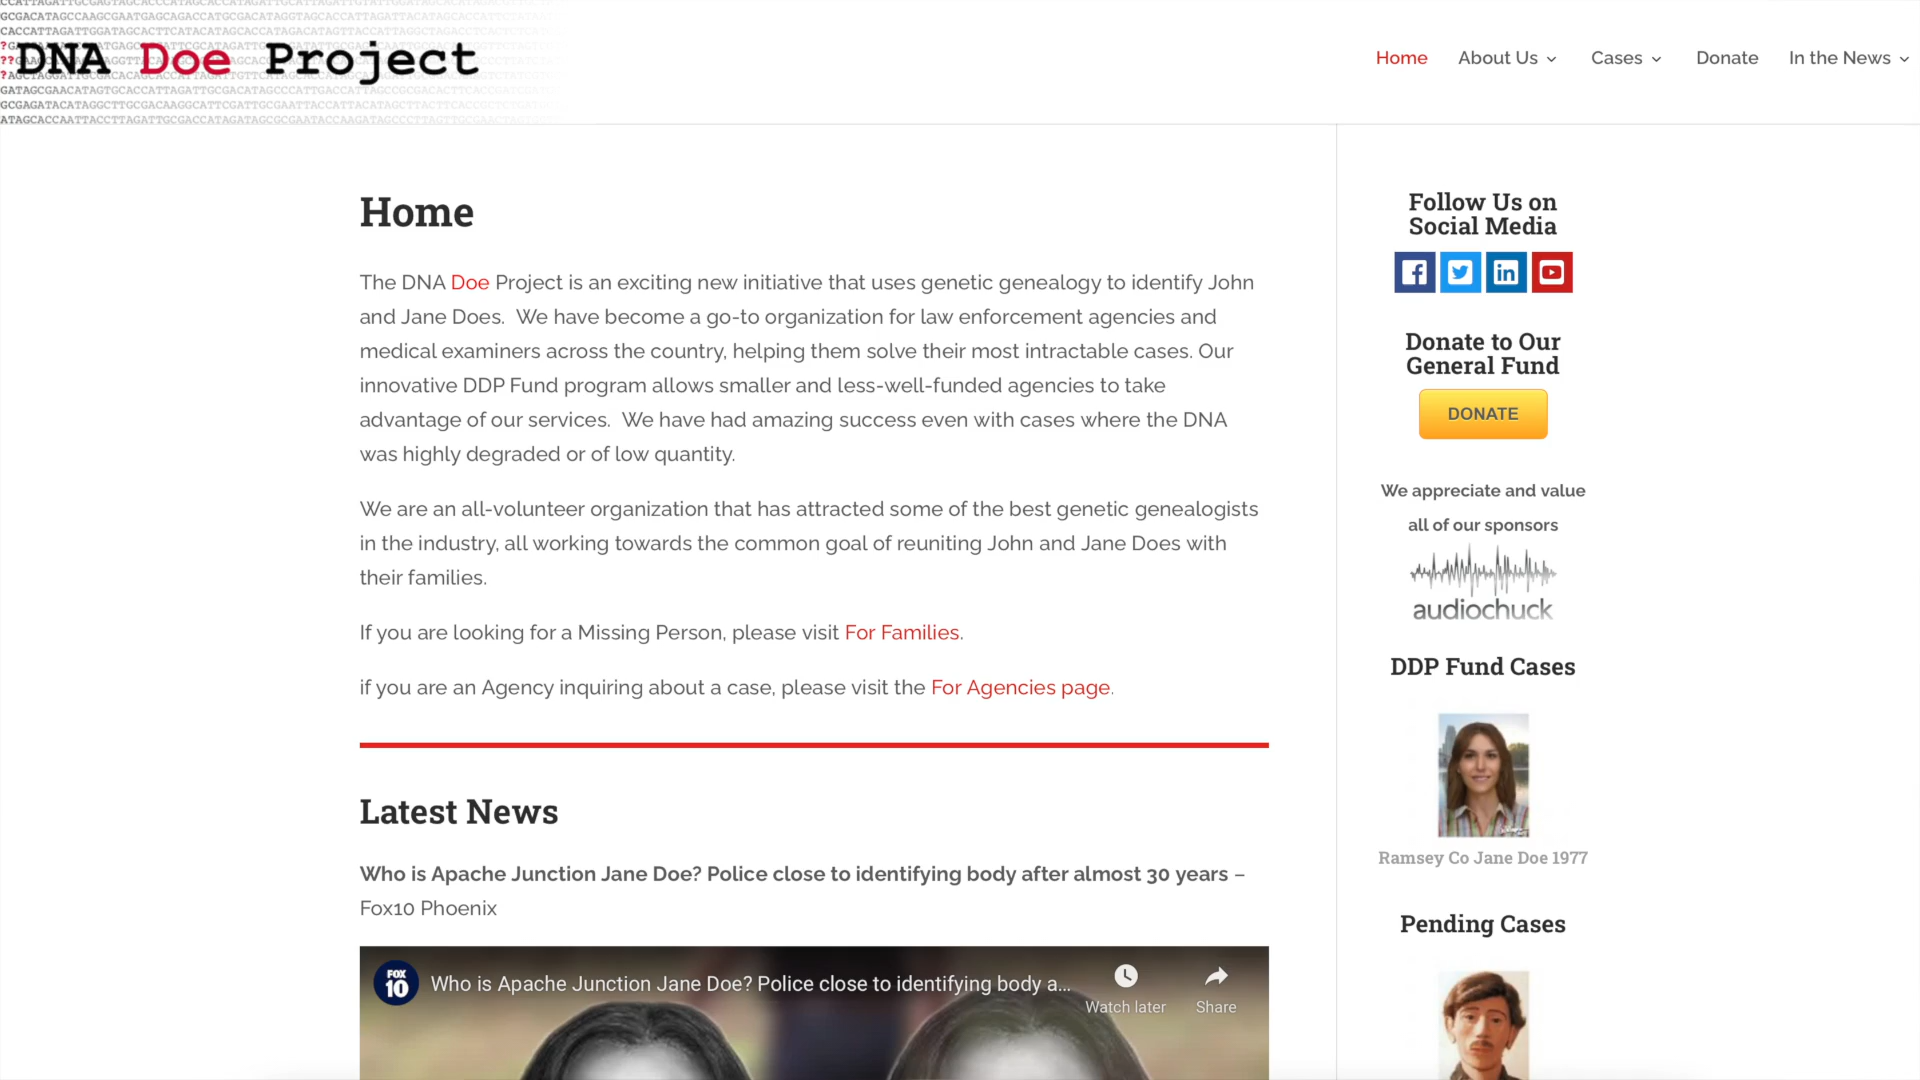 DNA Doe Project
Home
About Us
Cases
Donate
In the News
Home
The DNA Doe Project is an exciting new initiative that uses genetic genealogy to identify John
and Jane Does. We have become a go-to organization for law enforcement agencies and
medical examiners across the country, helping them solve their most intractable cases. Our
innovative DDP Fund program allows smaller and less-well-funded agencies to take
advantage of our services. We have had amazing success even with cases where the DNA
was highly degraded or of low quantity.
We are an all-volunteer organization that has attracted some of the best genetic genealogists
in the industry, all working towards the common goal of reuniting John and Jane Does with
their families.
If you are looking for a Missing Person, please visit For Families.
if you are an Agency inquiring about a case, please visit the For Agencies page.
Latest News
Who is Apache Junction Jane Doe? Police close to identifying body after almost 30 years –
Fox10 Phoenix
FOX
10
Who is Apache Junction Jane Doe? Police close to identifying body a...
Watch later
Share
Follow Us on
Social Media
Donate to Our
General Fund
DONATE
We appreciate and value
all of our sponsors
audiochuck
DDP Fund Cases
Ramsey Co Jane Doe 1977
Pending Cases